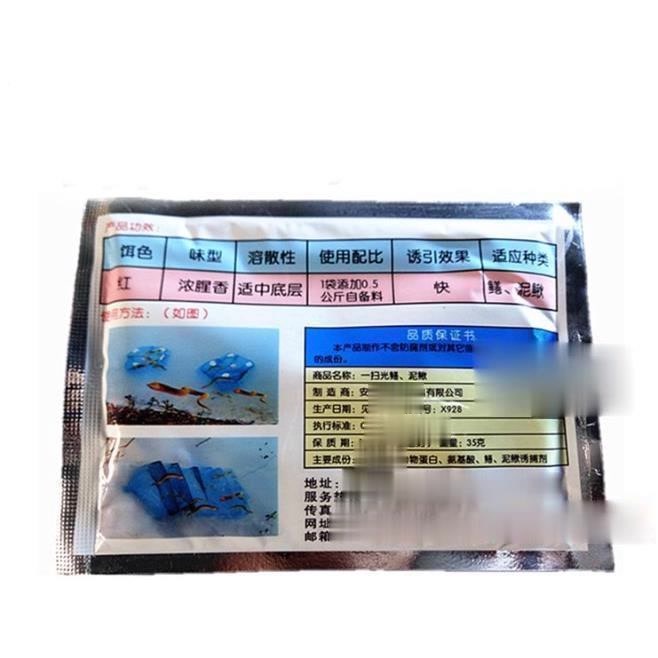 产品功效:
饵色 味型 溶散性 使用配比 诱引效果 适应种类
红 浓腥香 适中底层 1袋添加0.5公斤自备料 快 鳝、泥鳅
使用方法:(如图)
品质保证书
本产品制作不含防腐剂或对其它
的成份。
商品名称: 一扫光鳝、泥鳅
制造商: 安 有限公司
生产日期: 见 号: X928
执行标准:
保质期: 重量: 35克
主要成份: 物蛋白、氨基酸、鳝、泥鳅诱捕剂
地址:
服务
传真
网址
邮箱